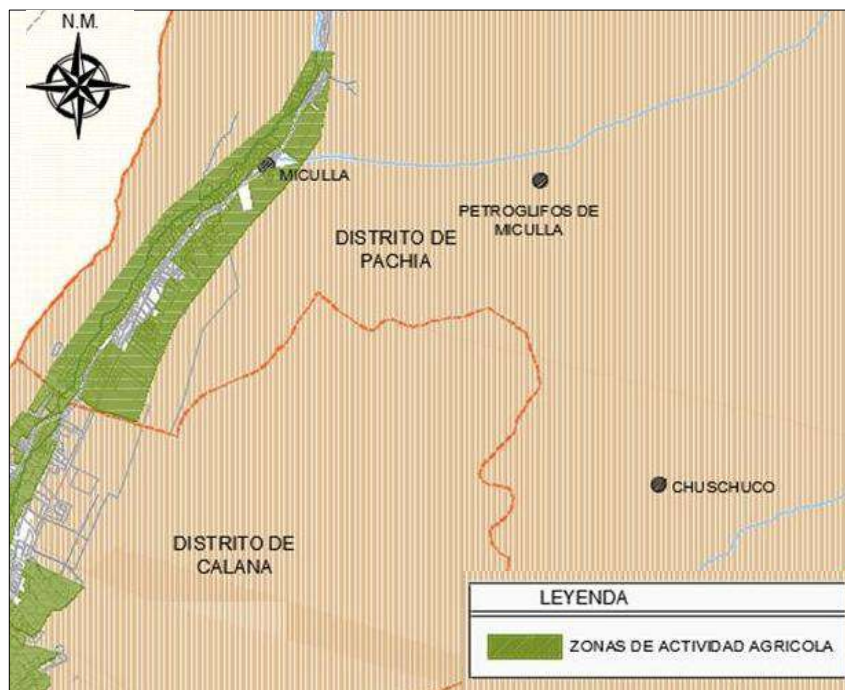 N.M.
MICULLA
PETROGLIFOS DE
MICULLA
DISTRITO DE
PACHIA
CHUSCHUCO
DISTRITO DE
CALANA
LEYENDA
ZONAS DE ACTIVIDAD AGRICOLA